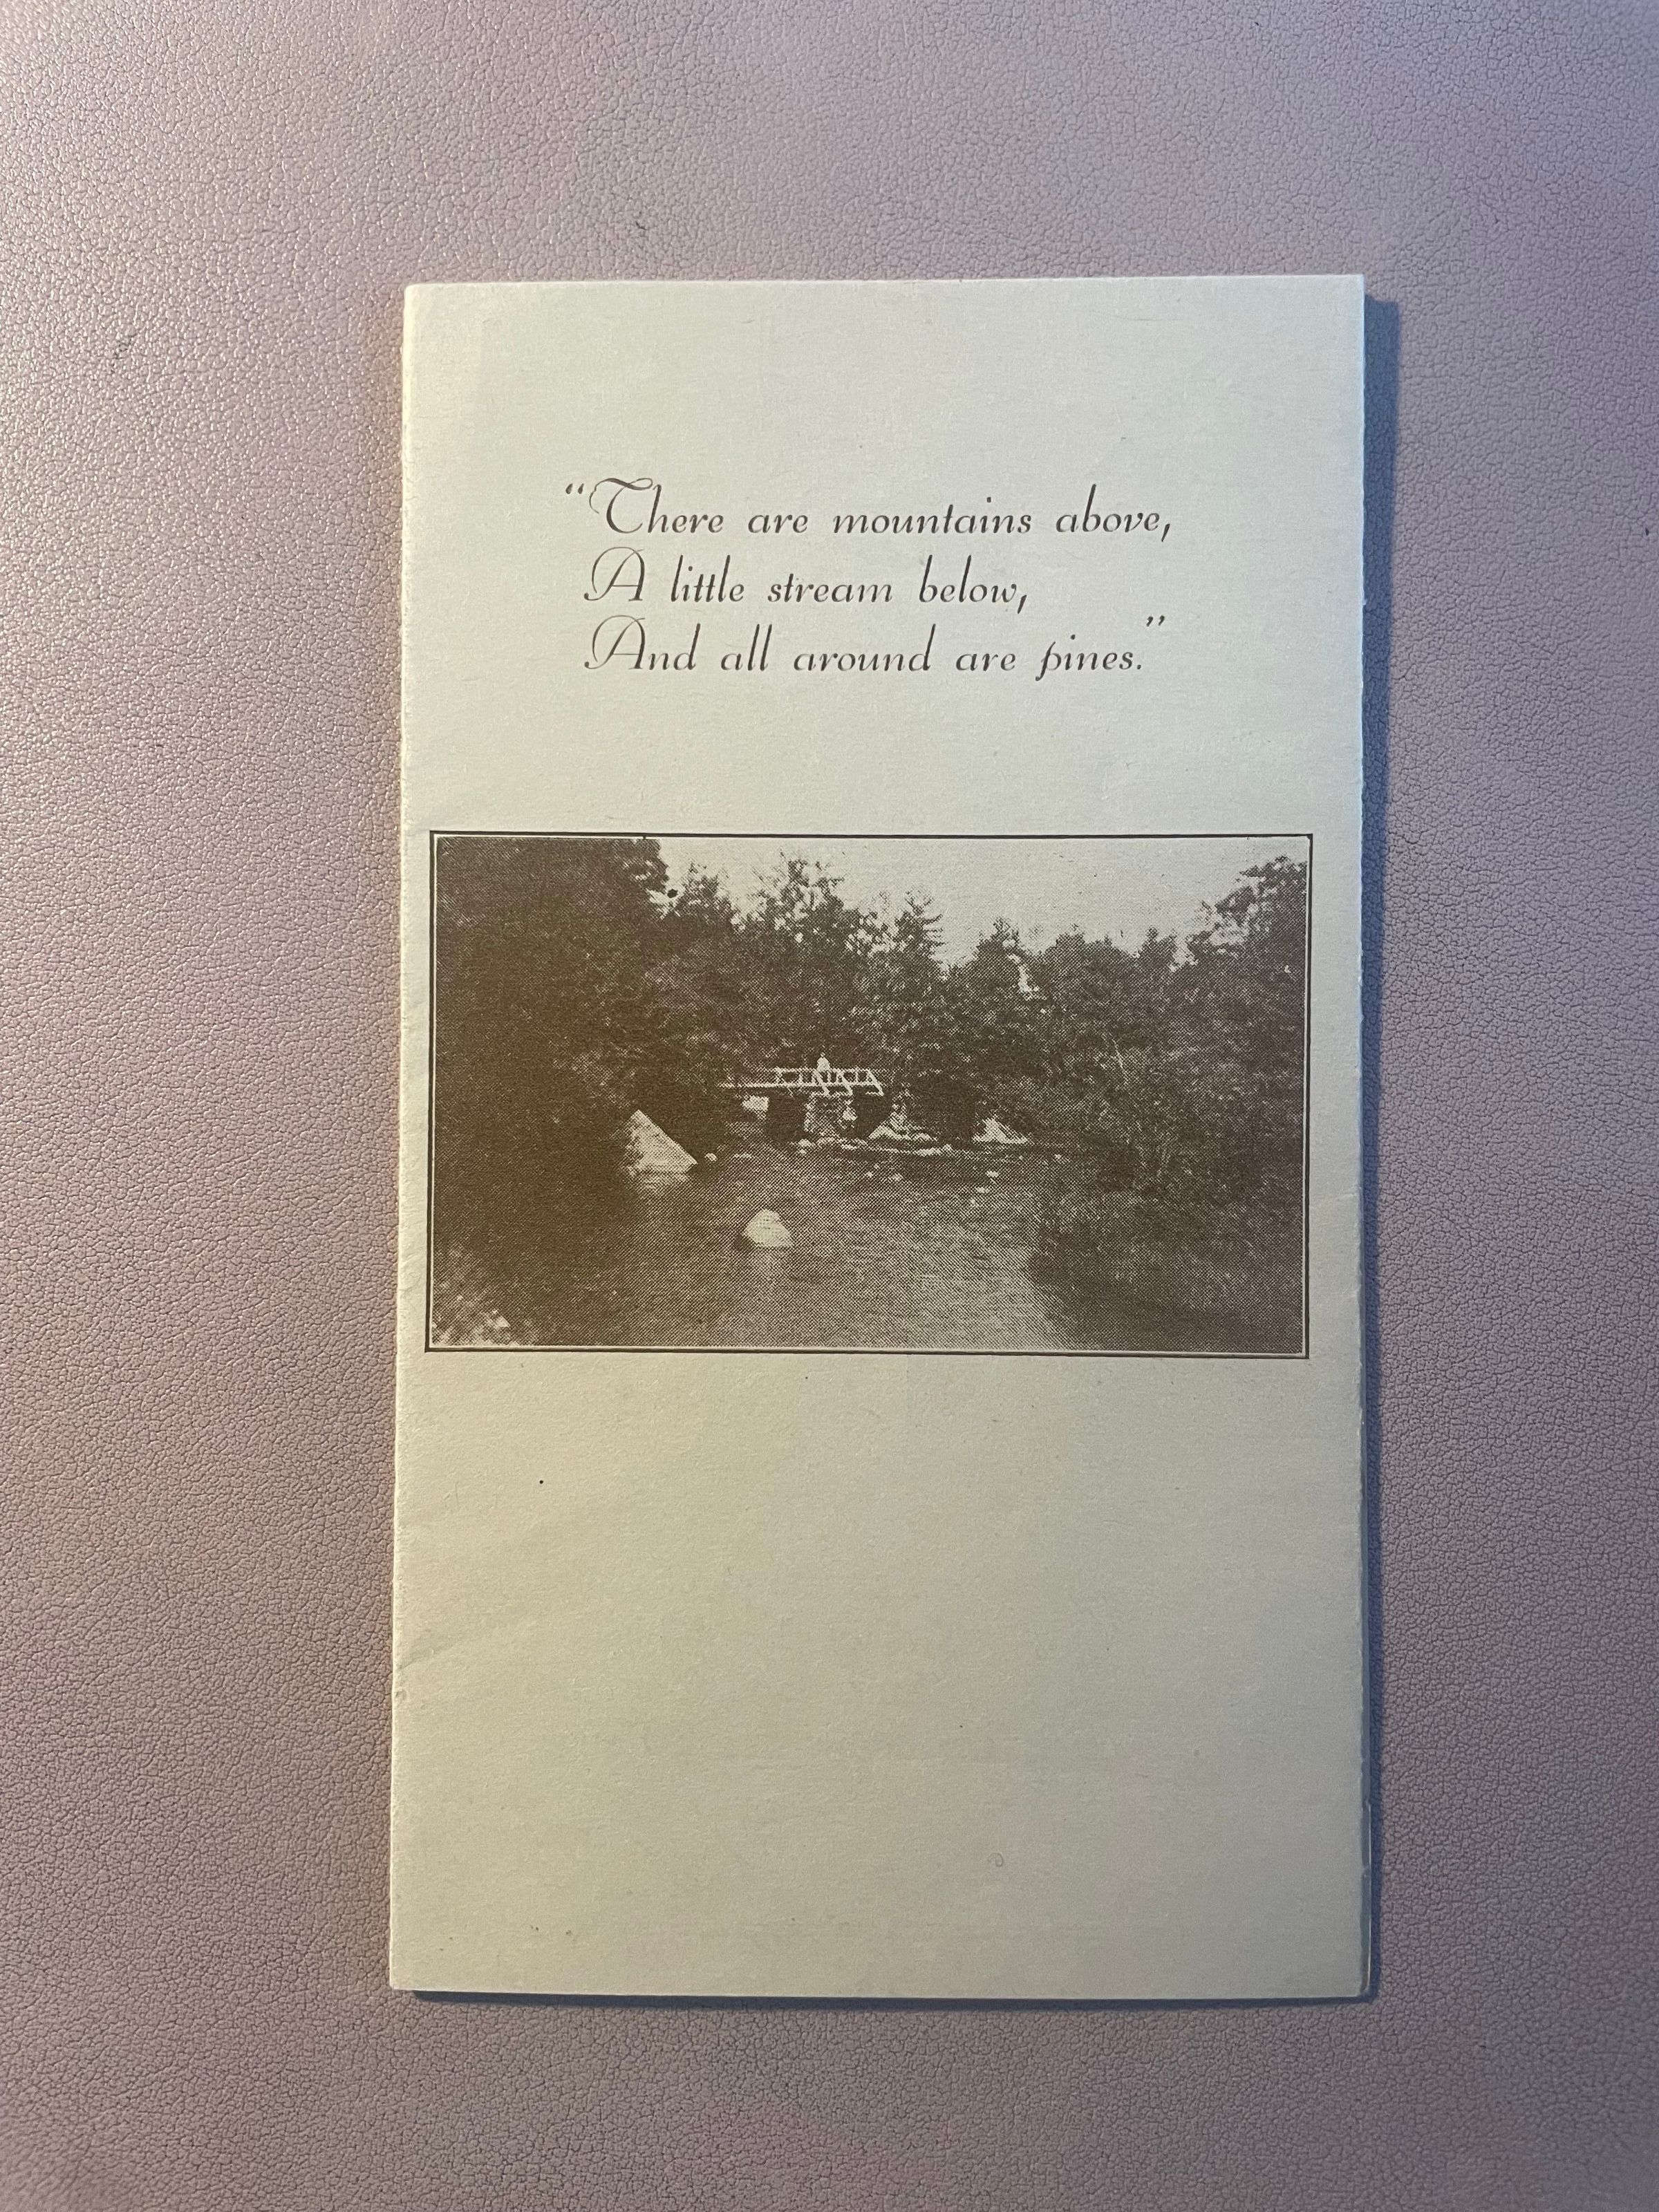 “There are mountains above,
A little stream below,
And all around are pines.”